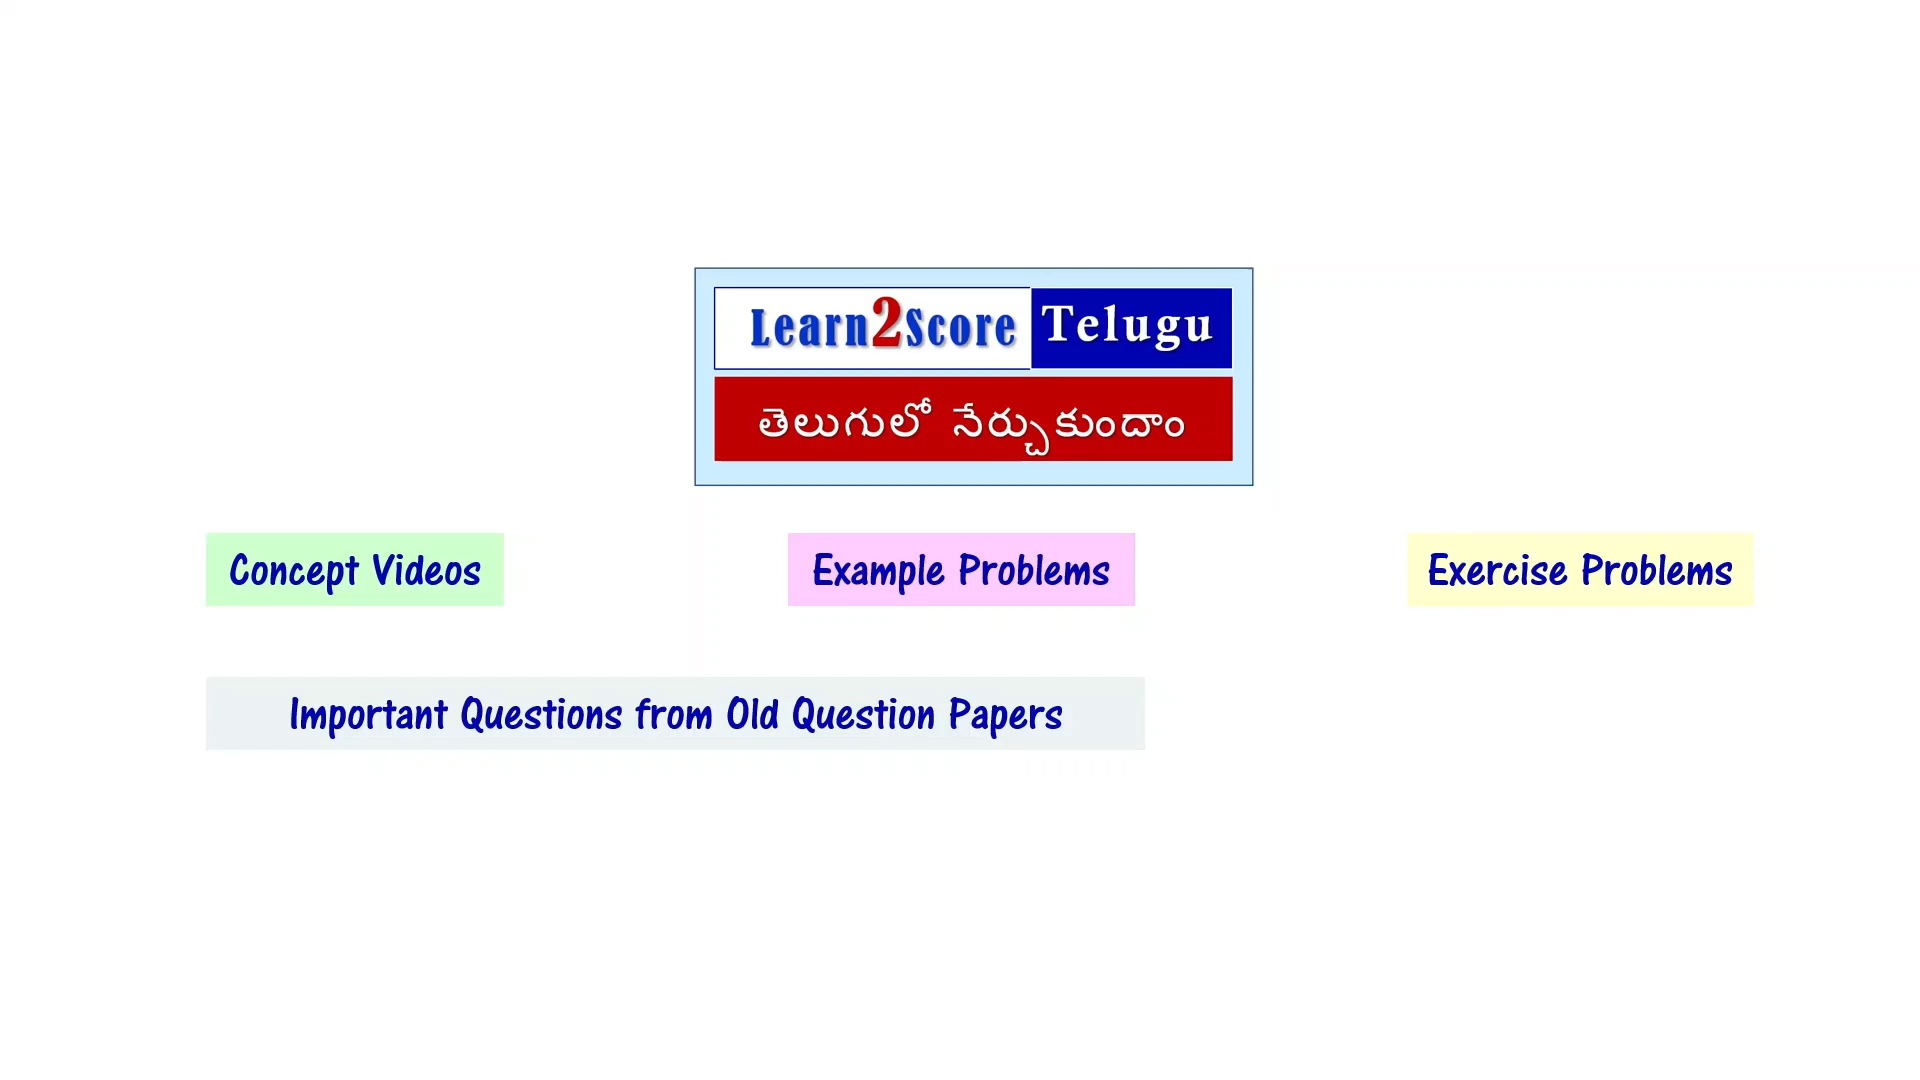 Learn2Score Telugu
తెలుగులో నేర్చుకుందాం
Concept Videos
Example Problems
Exercise Problems
Important Questions from Old Question Papers